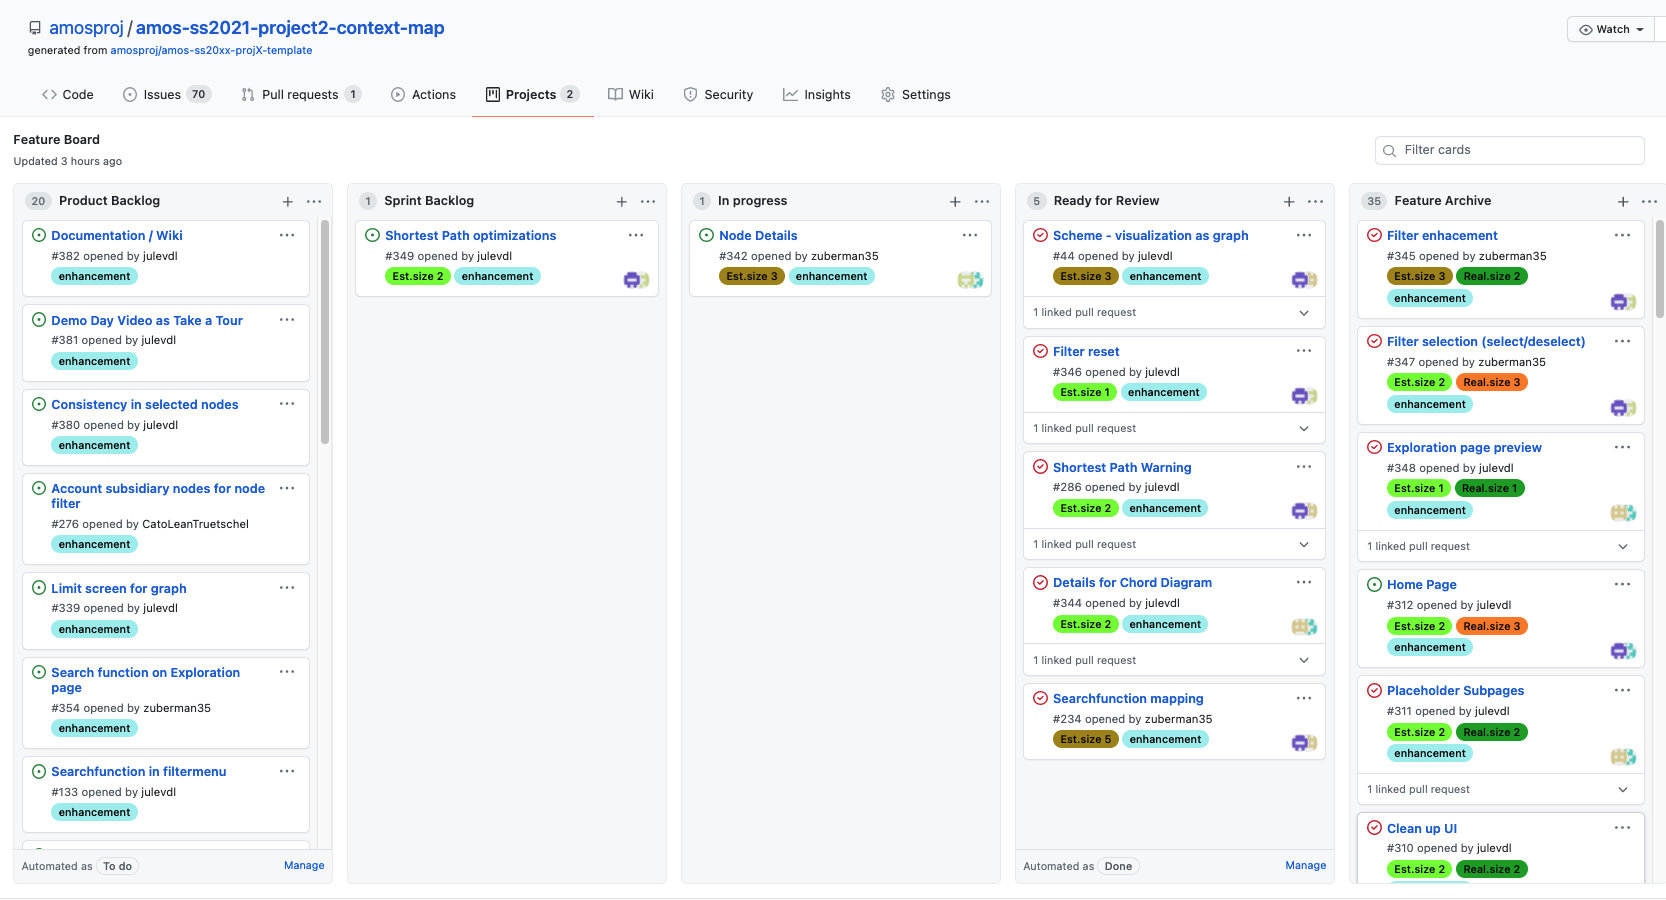 amosproj / amos-ss2021-project2-context-map
generated from amosproj/amos-ss20xx-projX-template
Watch
Code
Issues 70
Pull requests 1
Actions
Projects 2
Wiki
Security
Insights
Settings
Feature Board
Updated 3 hours ago
Filter cards
20 Product Backlog
Documentation / Wiki
#382 opened by julevdl
enhancement
Demo Day Video as Take a Tour
#381 opened by julevdl
enhancement
Consistency in selected nodes
#380 opened by julevdl
enhancement
Account subsidiary nodes for node
filter
#276 opened by CatoLeanTruetschel
enhancement
Limit screen for graph
#339 opened by julevdl
enhancement
Search function on Exploration
page
#354 opened by zuberman35
enhancement
Searchfunction in filtermenu
#133 opened by julevdl
enhancement
Automated as To do
Manage
1 Sprint Backlog
Shortest Path optimizations
#349 opened by julevdl
Est.size 2 enhancement
1 In progress
Node Details
#342 opened by zuberman35
Est.size 3 enhancement
5 Ready for Review
Scheme - visualization as graph
#44 opened by julevdl
Est.size 3 enhancement
1 linked pull request
Filter reset
#346 opened by julevdl
Est.size 1 enhancement
1 linked pull request
Shortest Path Warning
#286 opened by julevdl
Est.size 2 enhancement
1 linked pull request
Details for Chord Diagram
#344 opened by julevdl
Est.size 2 enhancement
1 linked pull request
Searchfunction mapping
#234 opened by zuberman35
Est.size 5 enhancement
Automated as Done
Manage
35 Feature Archive
Filter enhacement
#345 opened by zuberman35
Est.size 3 Real.size 2
enhancement
Filter selection (select/deselect)
#347 opened by zuberman35
Est.size 2 Real.size 3
enhancement
Exploration page preview
#348 opened by julevdl
Est.size 1 Real.size 1
enhancement
1 linked pull request
Home Page
#312 opened by julevdl
Est.size 2 Real.size 3
enhancement
Placeholder Subpages
#311 opened by julevdl
Est.size 2 Real.size 2
enhancement
1 linked pull request
Clean up UI
#310 opened by julevdl
Est.size 2 Real.size 2